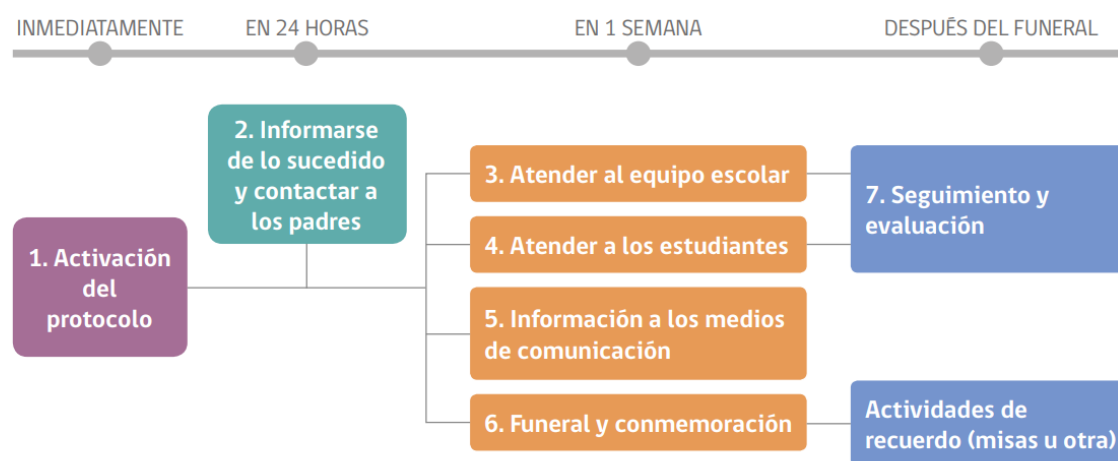 INMEDIATAMENTE
EN 24 HORAS
EN 1 SEMANA
DESPUÉS DEL FUNERAL
1. Activación
del
protocolo
2. Informarse
de lo sucedido
y contactar a
los padres
3. Atender al equipo escolar
4. Atender a los estudiantes
5. Información a los medios
de comunicación
6. Funeral y conmemoración
7. Seguimiento y
evaluación
Actividades de
recuerdo (misas u otra)